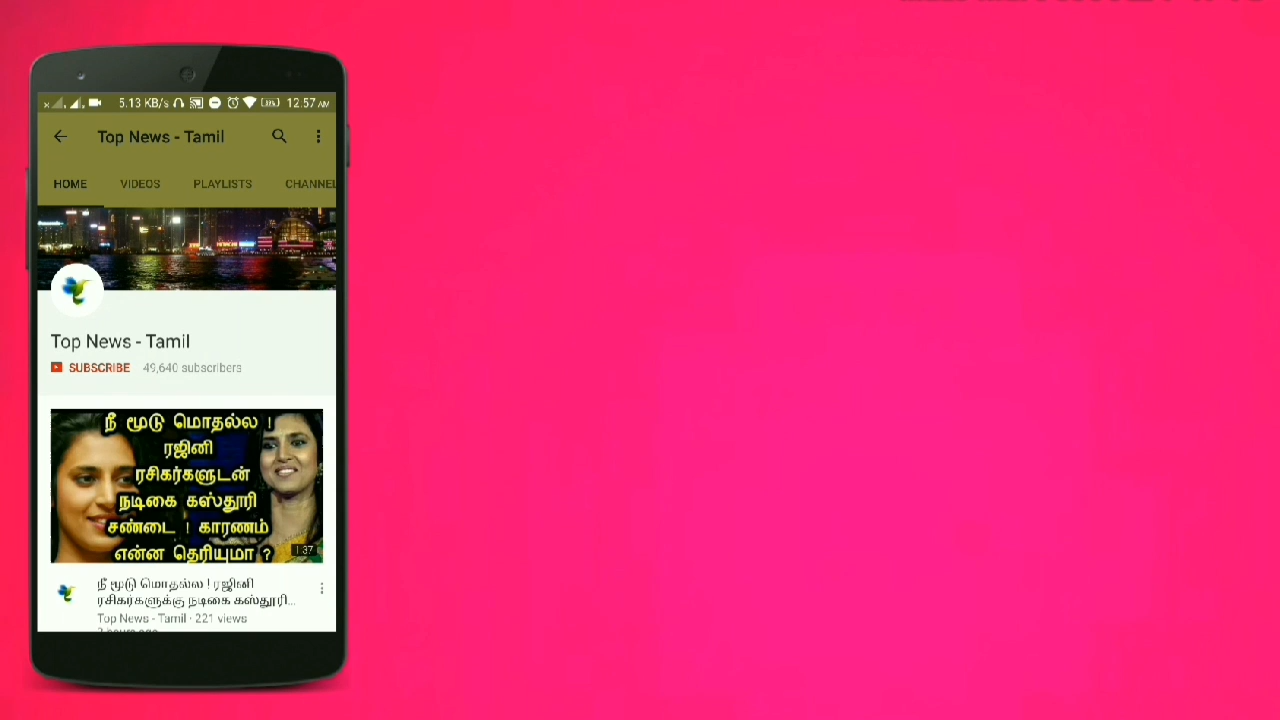 5.13 KB/s 12:57 AM
Top News - Tamil
HOME VIDEOS PLAYLISTS CHANNEL
Top News - Tamil
SUBSCRIBE 49,640 subscribers
நீ மூடு மொதல்ல !
ரஜினி
ரசிகர்களுடன்
நடிகை கஸ்தூரி
சண்டை ! காரணம்
என்ன தெரியுமா ?
1:37
நீ மூடு மொதல்ல ! ரஜினி
ரசிகர்களுக்கு நடிகை கஸ்தூரி...
Top News - Tamil · 221 views